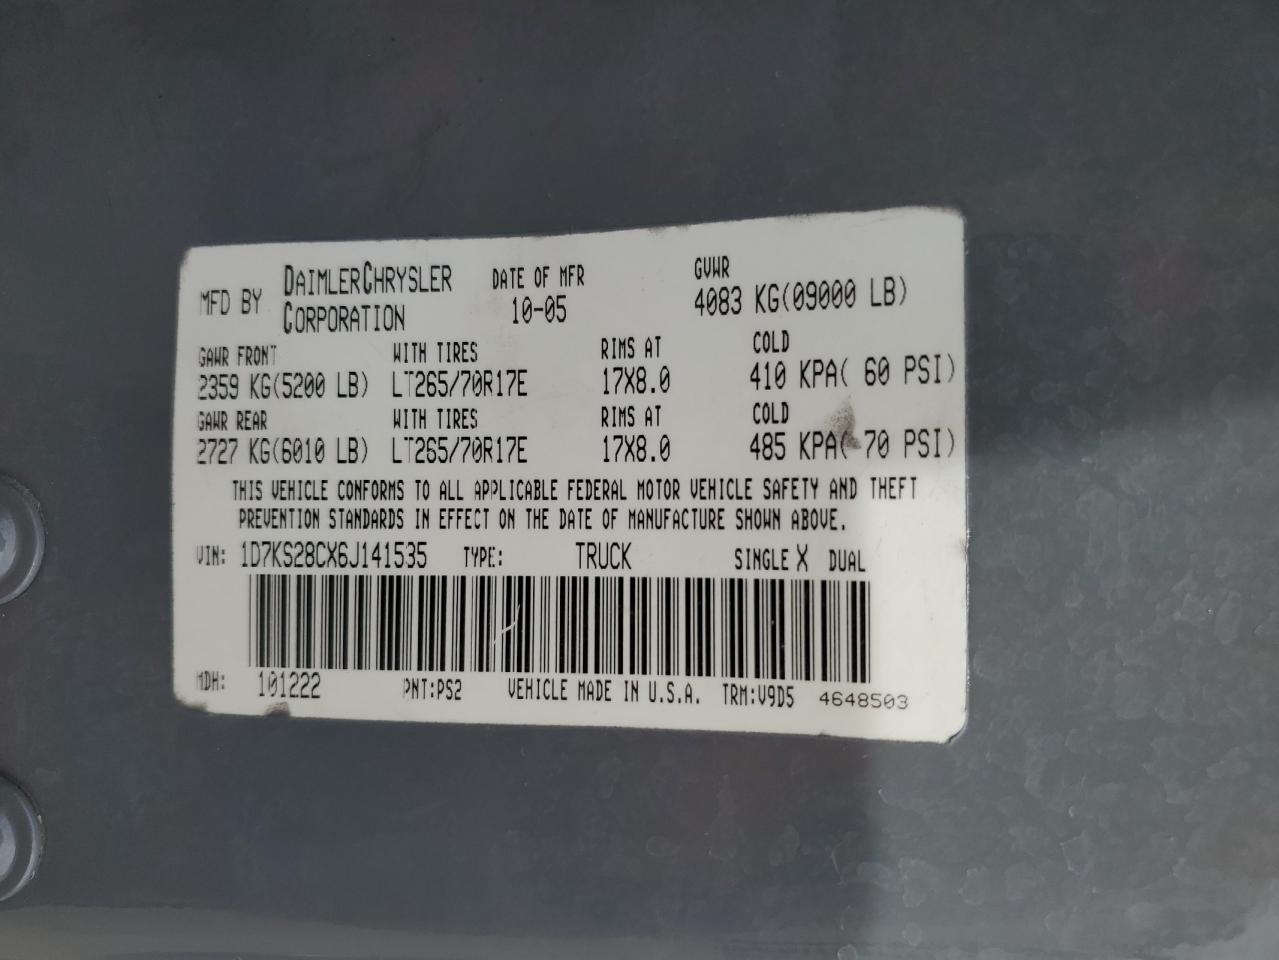 MFD BY DAIMLERCHRYSLER CORPORATION DATE OF MFR 10-05 GVWR 4083 KG(09000 LB)
GAWR FRONT WITH TIRES RIMS AT COLD
2359 KG(5200 LB) LT265/70R17E 17X8.0 410 KPA( 60 PSI)
GAWR REAR WITH TIRES RIMS AT COLD
2727 KG(6010 LB) LT265/70R17E 17X8.0 485 KPA( 70 PSI)
THIS VEHICLE CONFORMS TO ALL APPLICABLE FEDERAL MOTOR VEHICLE SAFETY AND THEFT
PREVENTION STANDARDS IN EFFECT ON THE DATE OF MANUFACTURE SHOWN ABOVE.
VIN: 1D7KS28CX6J141535 TYPE: TRUCK SINGLE X DUAL
MDH: 101222 PNT:PS2 VEHICLE MADE IN U.S.A. TRM:V9D5 4648503